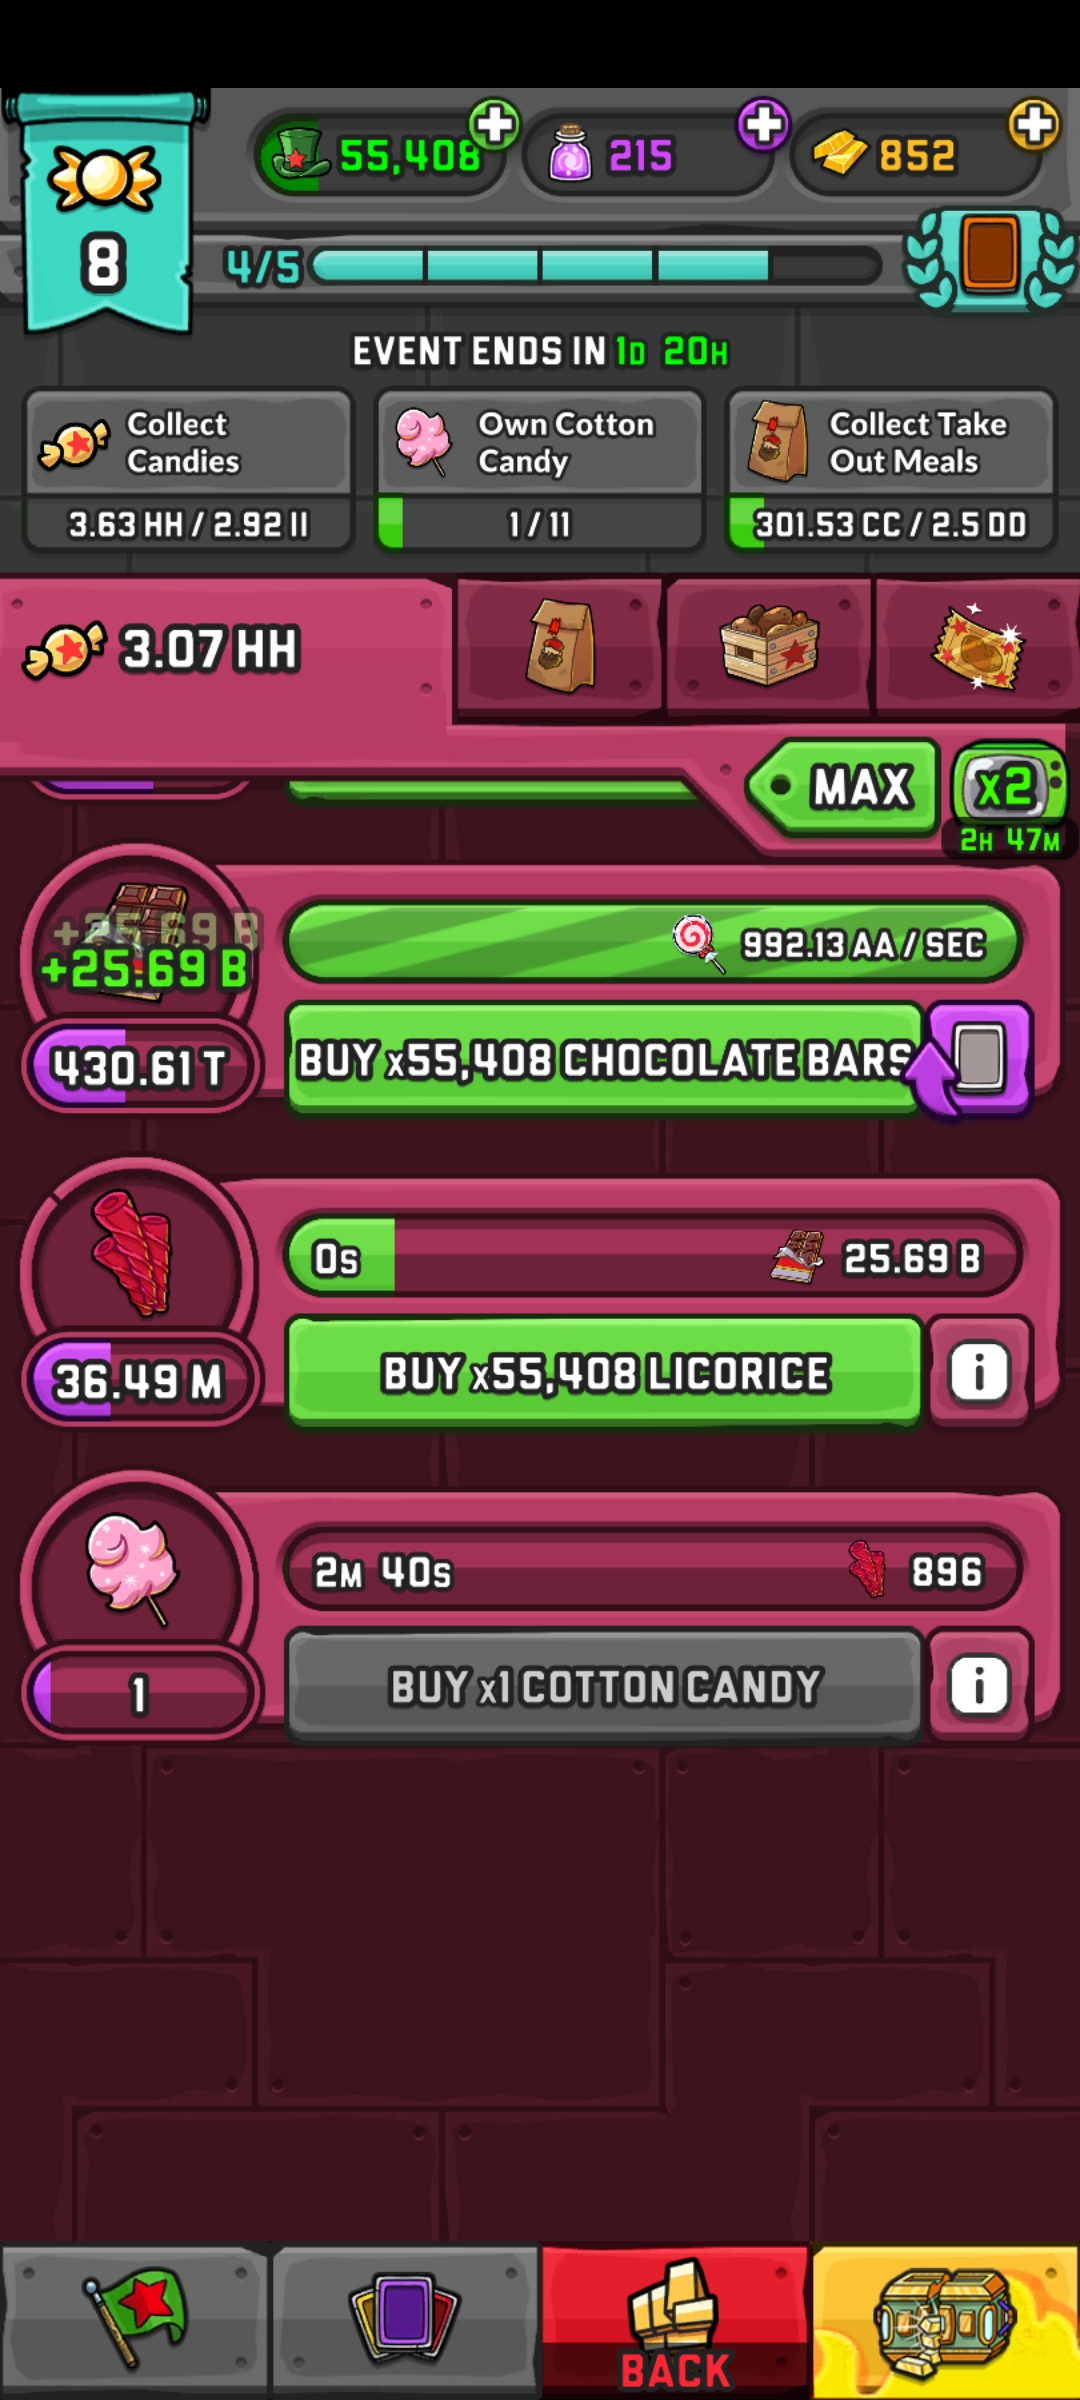 55,408
215
852
8
4/5
EVENT ENDS IN 1D 20H
Collect
Candies
3.63 HH / 2.92 II
Own Cotton
Candy
1 / 11
Collect Take
Out Meals
301.53 CC / 2.5 DD
3.07 HH
MAX
x2
2H 47M
+25.69 B
+25.69 B
992.13 AA / SEC
430.61 T
BUY x55,408 CHOCOLATE BARS
0s
25.69 B
36.49 M
BUY x55,408 LICORICE
i
2M 40s
896
1
BUY x1 COTTON CANDY
i
BACK